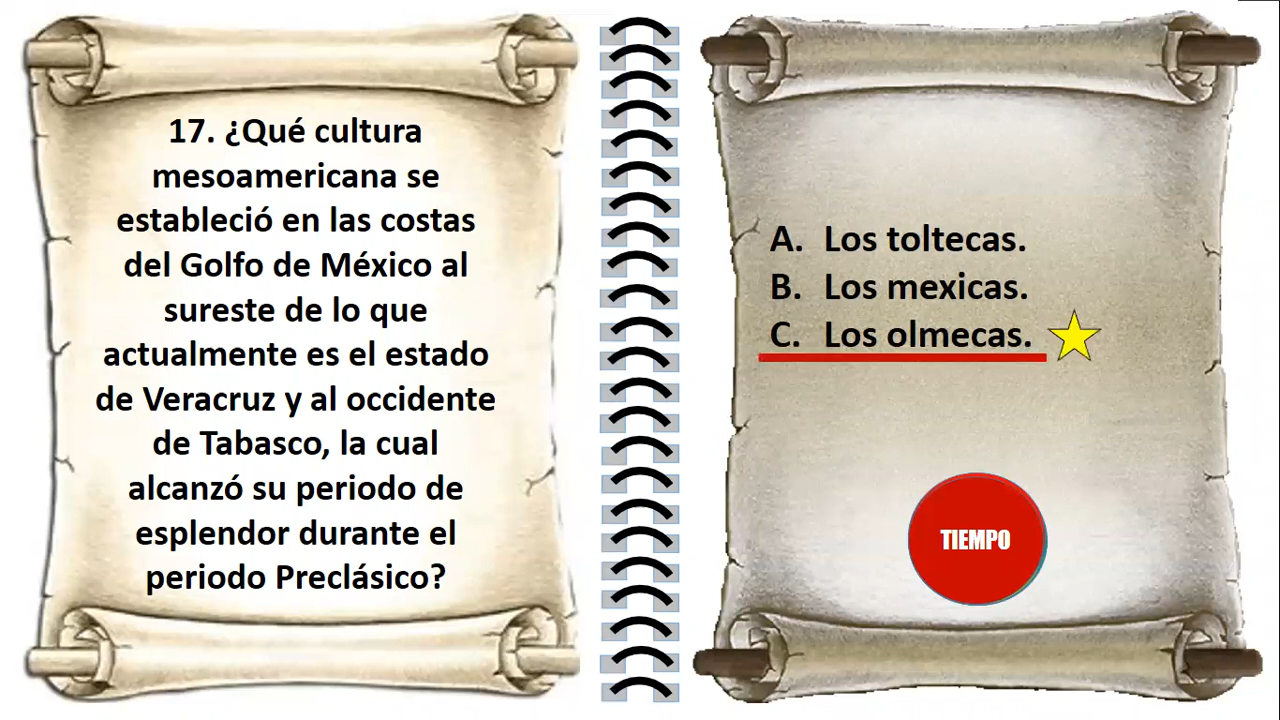 17. ¿Qué cultura
mesoamericana se
estableció en las costas
del Golfo de México al
sureste de lo que
actualmente es el estado
de Veracruz y al occidente
de Tabasco, la cual
alcanzó su periodo de
esplendor durante el
periodo Preclásico?
A. Los toltecas.
B. Los mexicas.
C. Los olmecas.
TIEMPO